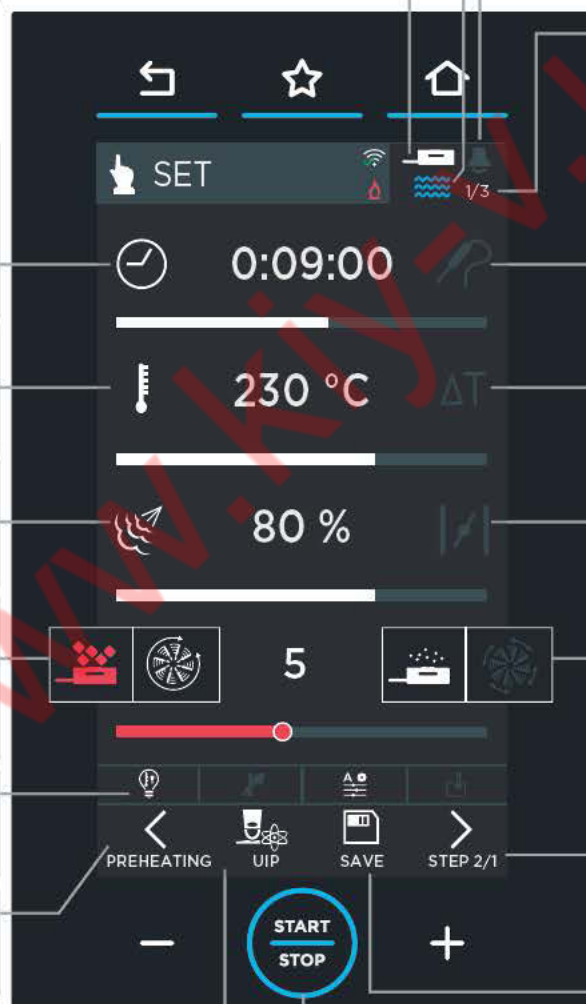 SET
1/3
0:09:00
230 °C
ΔT
80 %
5
A
PREHEATING
UIP
SAVE
STEP 2/1
START
STOP